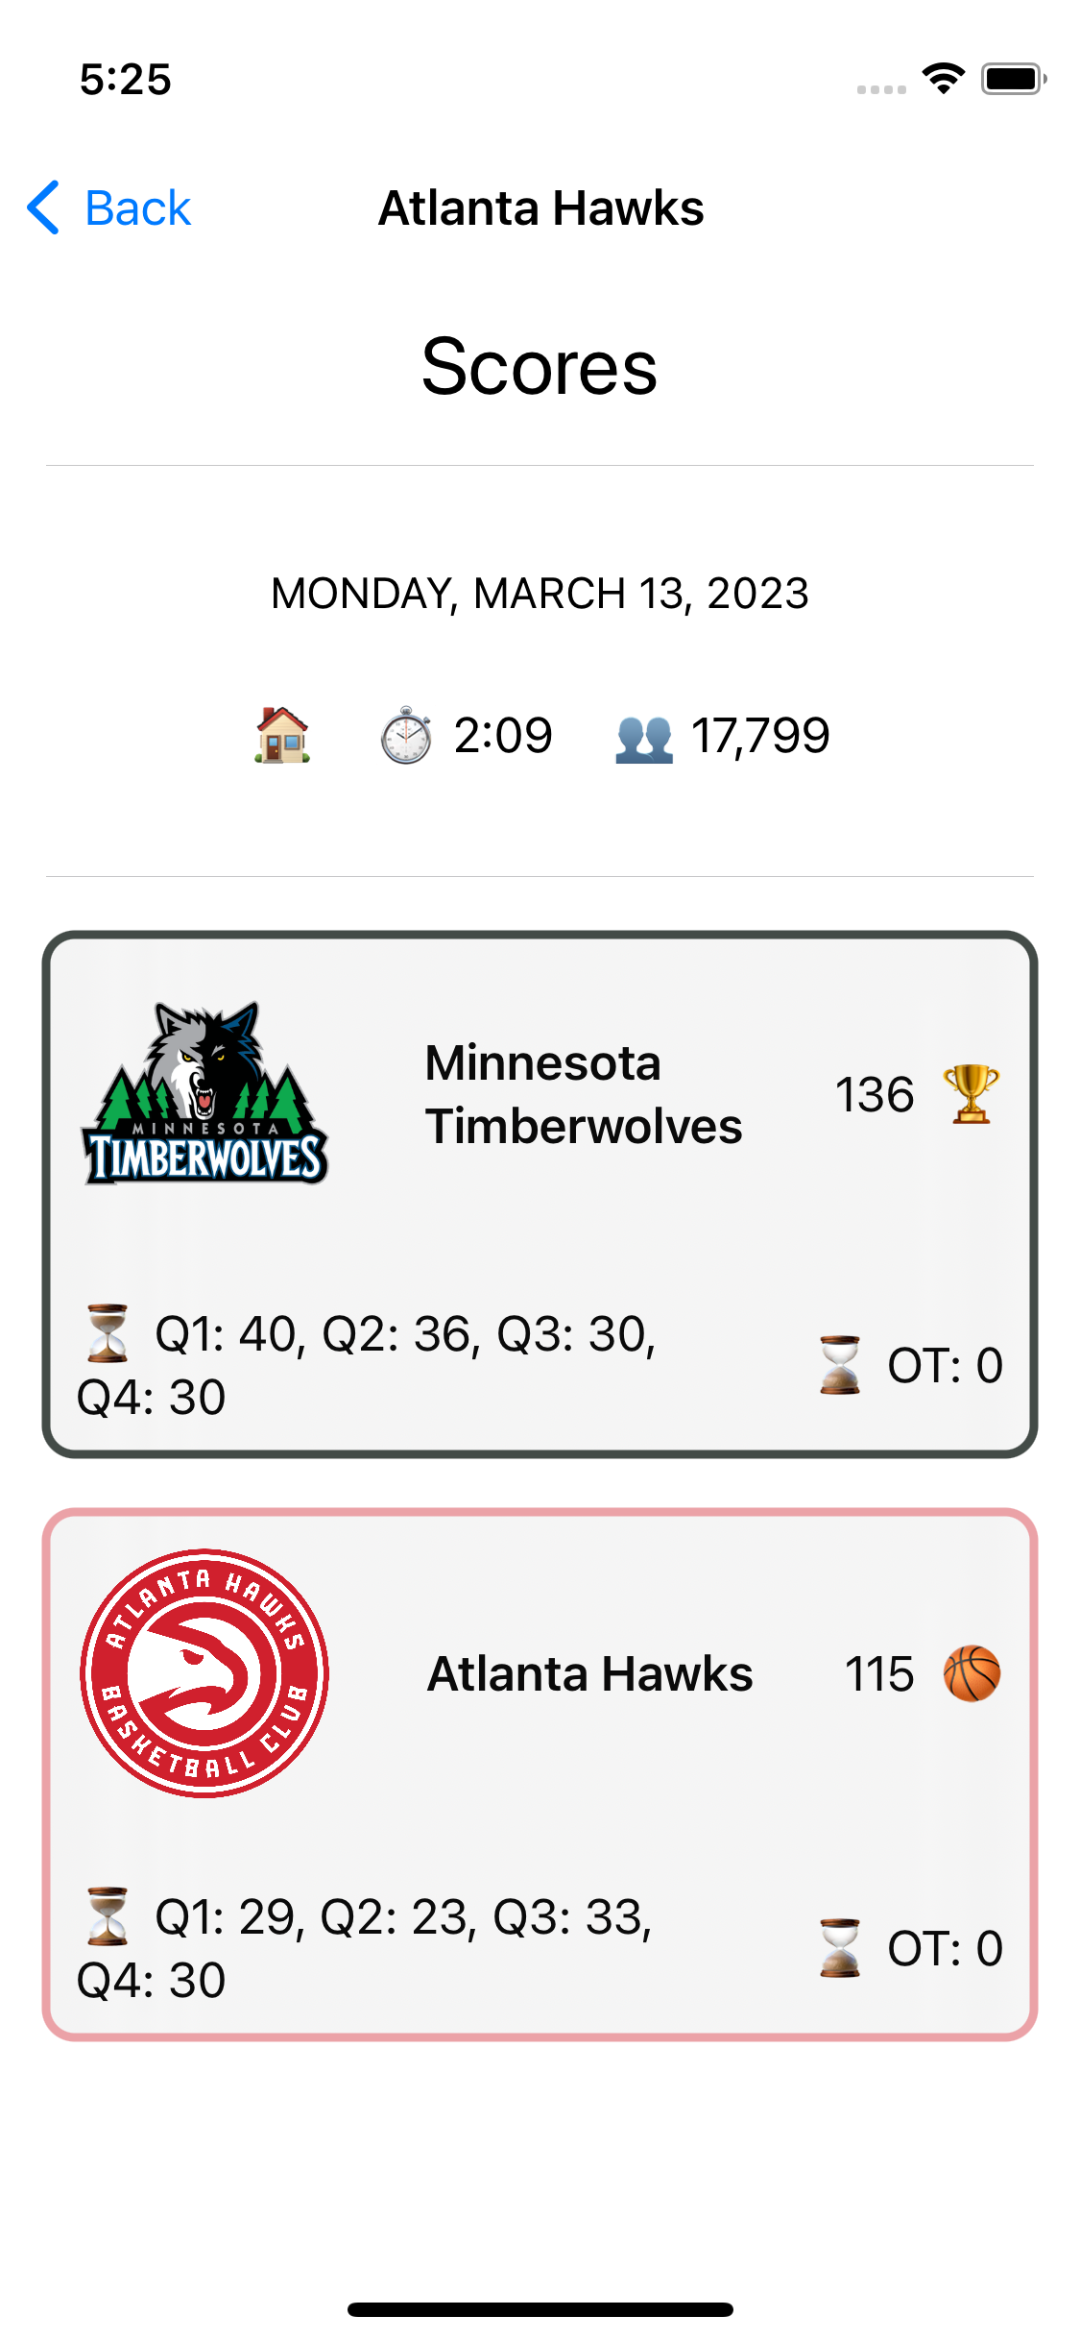 5:25
Back
Atlanta Hawks
Scores
MONDAY, MARCH 13, 2023
2:09
17,799
MINNESOTA
TIMBERWOLVES
Minnesota
Timberwolves
136
Q1: 40, Q2: 36, Q3: 30,
Q4: 30
OT: 0
ATLANTA HAWKS
BASKETBALL CLUB
Atlanta Hawks
115
Q1: 29, Q2: 23, Q3: 33,
Q4: 30
OT: 0